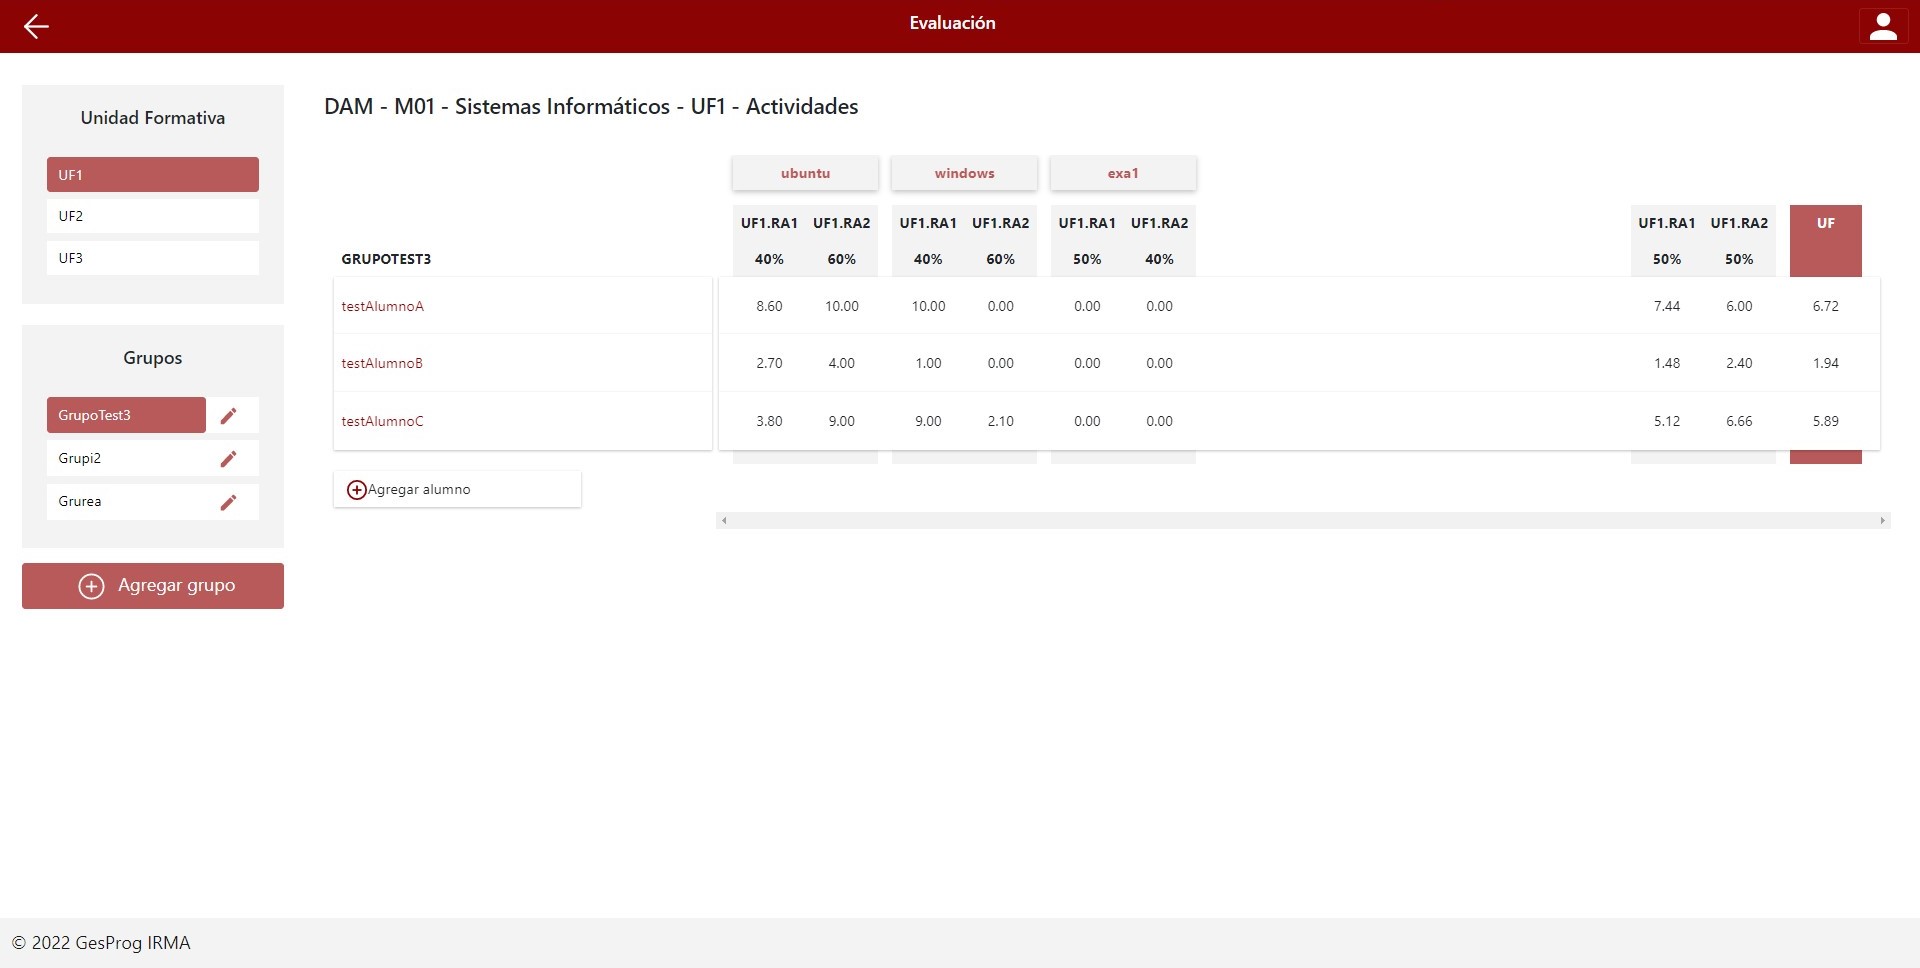 Evaluación
Unidad Formativa
UF1
UF2
UF3
Grupos
GrupoTest3
Grupi2
Grurea
Agregar grupo
DAM - M01 - Sistemas Informáticos - UF1 - Actividades
ubuntu windows exa1
UF1.RA1 UF1.RA2 UF1.RA1 UF1.RA2 UF1.RA1 UF1.RA2 UF1.RA1 UF1.RA2 UF
GRUPOTEST3 40% 60% 40% 60% 50% 40% 50% 50%
testAlumnoA 8.60 10.00 10.00 0.00 0.00 0.00 7.44 6.00 6.72
testAlumnoB 2.70 4.00 1.00 0.00 0.00 0.00 1.48 2.40 1.94
testAlumnoC 3.80 9.00 9.00 2.10 0.00 0.00 5.12 6.66 5.89
Agregar alumno
© 2022 GesProg IRMA